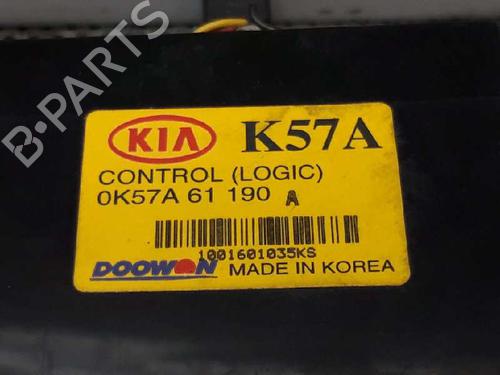 B-PARTS
KIA K57A
CONTROL (LOGIC)
0K57A 61 190 A
1001601035KS
DOOWON MADE IN KOREA